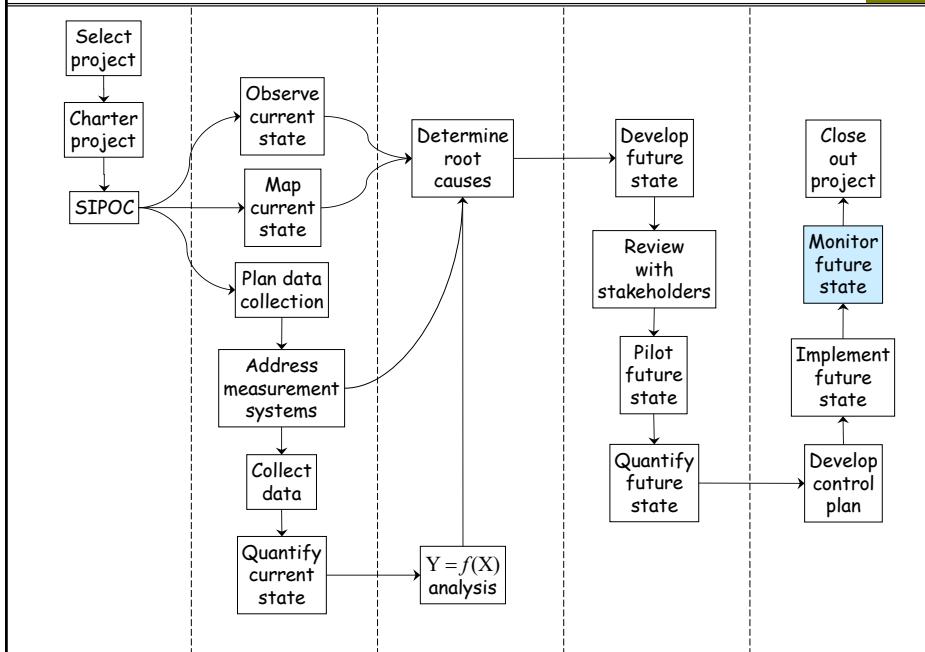 Select
project
Charter
project
SIPOC
Observe
current
state
Map
current
state
Plan data
collection
Address
measurement
systems
Collect
data
Quantify
current
state
Determine
root
causes
Y = f(X)
analysis
Develop
future
state
Review
with
stakeholders
Pilot
future
state
Quantify
future
state
Close
out
project
Monitor
future
state
Implement
future
state
Develop
control
plan